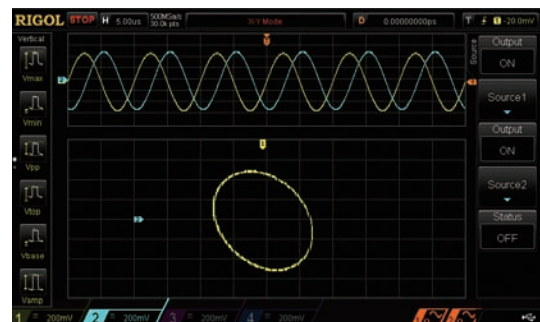 RIGOL STOP H 5.00us 500MSa/s 30.0k pts X-Y Mode D 0.00000000ps T 1 -20.0mV
Vertical
Vmax
Vmin
Vpp
Vtop
Vbase
Vamp
Source
Output
ON
Source1
Output
ON
Source2
Status
OFF
1 = 200mV 2 = 200mV 3 = 200mV 4 = 200mV